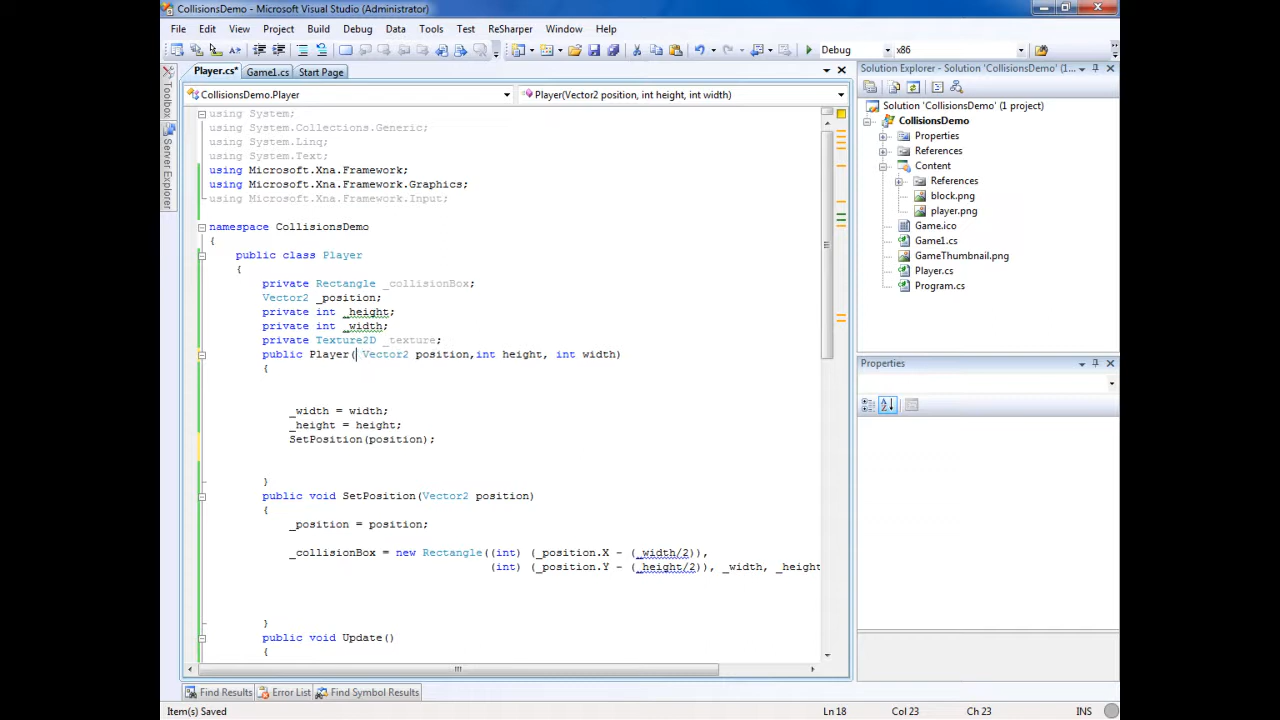 CollisionsDemo - Microsoft Visual Studio (Administrator)
File Edit View Project Build Debug Data Tools Test ReSharper Window Help
Debug x86
Player.cs* Game1.cs Start Page
Solution Explorer - Solution 'CollisionsDemo' (1...
CollisionsDemo.Player Player(Vector2 position, int height, int width)
Toolbox
Server Explorer
using System;
using System.Collections.Generic;
using System.Linq;
using System.Text;
using Microsoft.Xna.Framework;
using Microsoft.Xna.Framework.Graphics;
using Microsoft.Xna.Framework.Input;
namespace CollisionsDemo
{
public class Player
{
private Rectangle _collisionBox;
Vector2 _position;
private int _height;
private int _width;
private Texture2D _texture;
public Player( Vector2 position,int height, int width)
{
_width = width;
_height = height;
SetPosition(position);
}
public void SetPosition(Vector2 position)
{
_position = position;
_collisionBox = new Rectangle((int) (_position.X - (_width/2)),
(int) (_position.Y - (_height/2)), _width, _height
}
public void Update()
{
Solution 'CollisionsDemo' (1 project)
CollisionsDemo
Properties
References
Content
References
block.png
player.png
Game.ico
Game1.cs
GameThumbnail.png
Player.cs
Program.cs
Properties
Find Results Error List Find Symbol Results
Item(s) Saved Ln 18 Col 23 Ch 23 INS